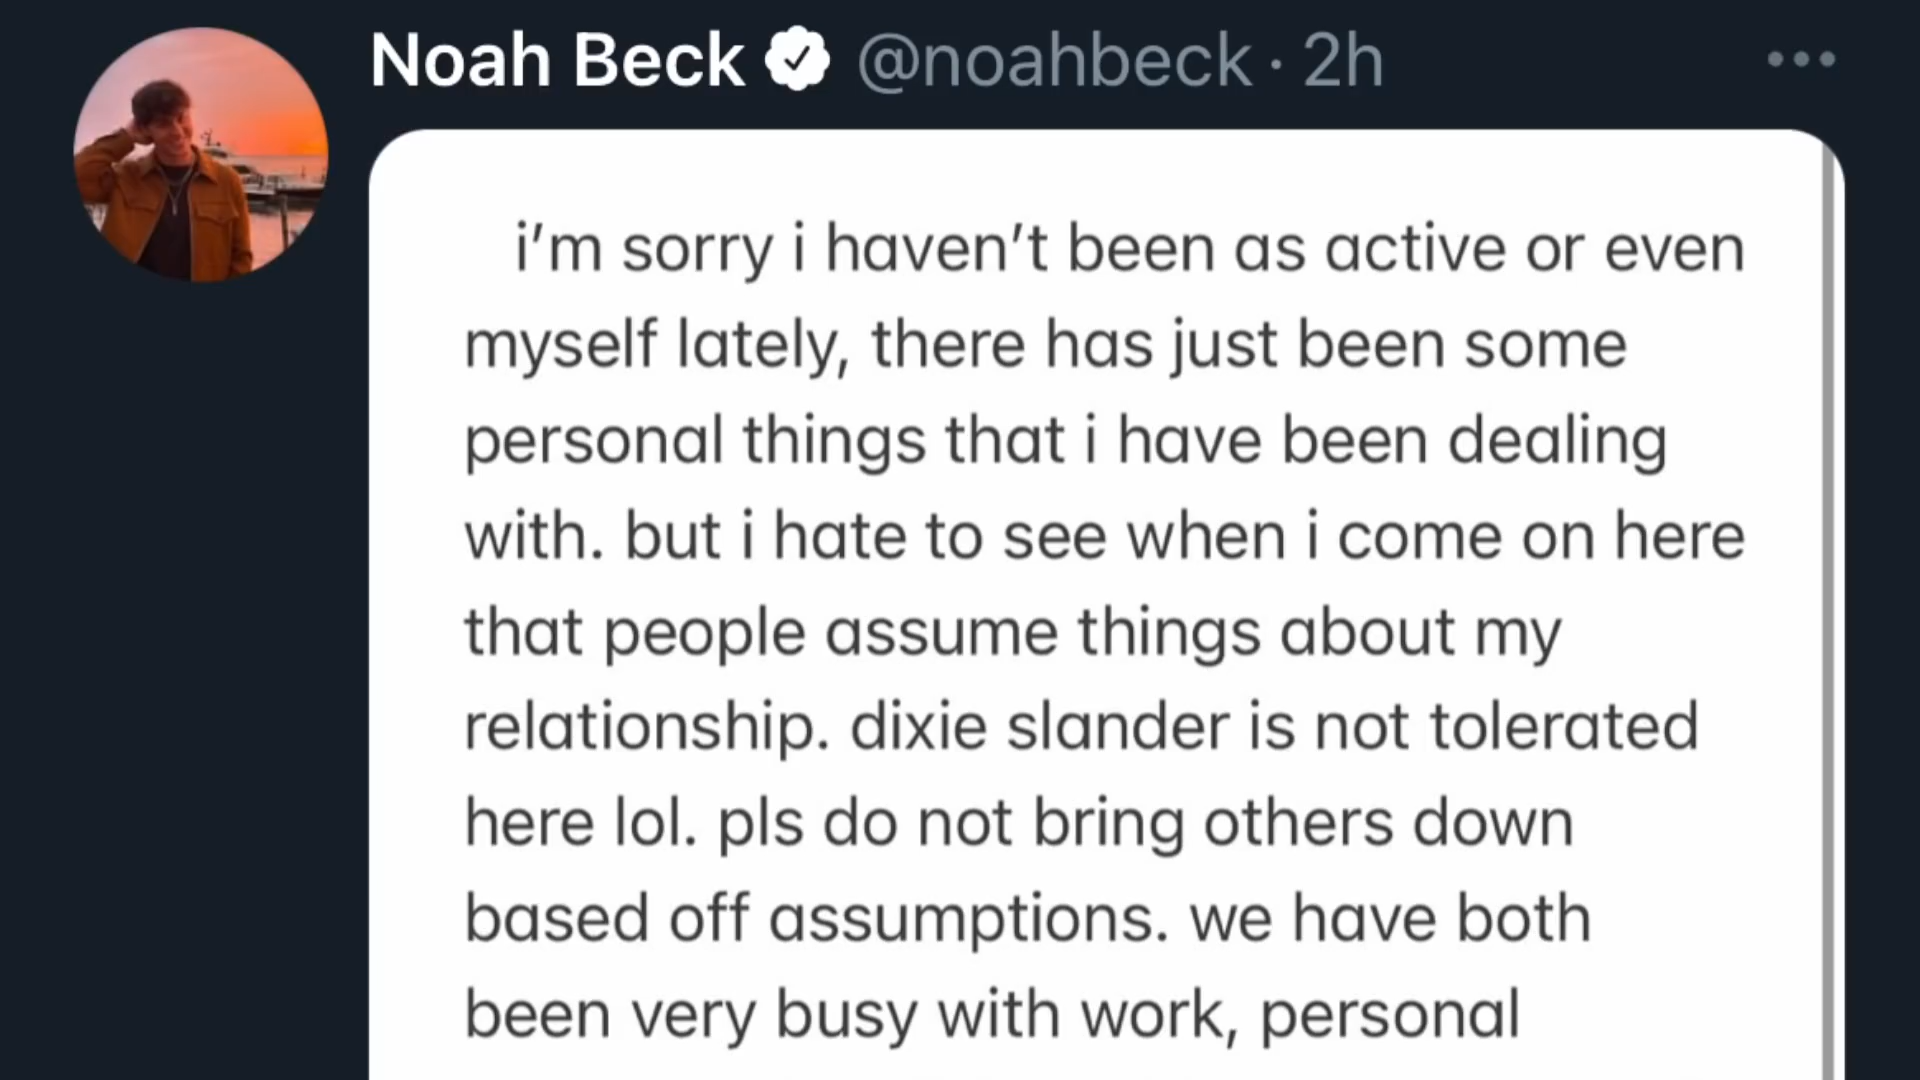 Noah Beck @noahbeck · 2h
i’m sorry i haven’t been as active or even
myself lately, there has just been some
personal things that i have been dealing
with. but i hate to see when i come on here
that people assume things about my
relationship. dixie slander is not tolerated
here lol. pls do not bring others down
based off assumptions. we have both
been very busy with work, personal